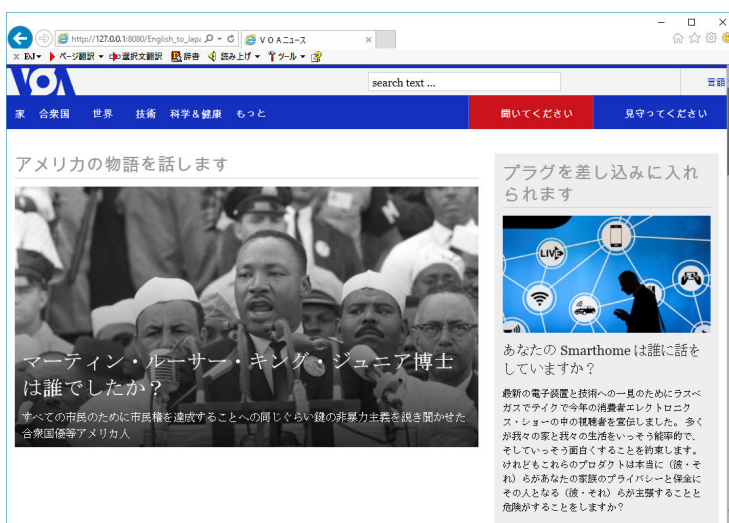 http://127.0.0.1:8080/English_to_Japa
VOAニュース
×
× EJ ページ翻訳 選択文翻訳 辞書 読み上げ ツール
VOA
search text ...
言語
家 合衆国 世界 技術 科学&健康 もっと
聞いてください
見守ってください
アメリカの物語を話します
プラグを差し込みに入れ
られます
LIVE
マーティン・ルーサー・キング・ジュニア博士
は誰でしたか?
すべての市民のために市民権を達成することへの同じぐらい鍵の非暴力主義を説き聞かせた
合衆国優等アメリカ人
あなたの Smarthome は誰に話を
していますか?
最新の電子装置と技術への一見のためにラスベ
ガスでテイクで今年の消費者エレクトロニク
ス・ショーの中の視聴者を宣伝しました。 多く
が我々の家と我々の生活をいっそう能率的で、
そしていっそう面白くすることを約束します。
けれどもこれらのプロダクトは本当に（彼・そ
れ）らがあなたの家族のプライバシーと保全に
その人となる（彼・それ）らが主張することと
危険がすることをしますか?